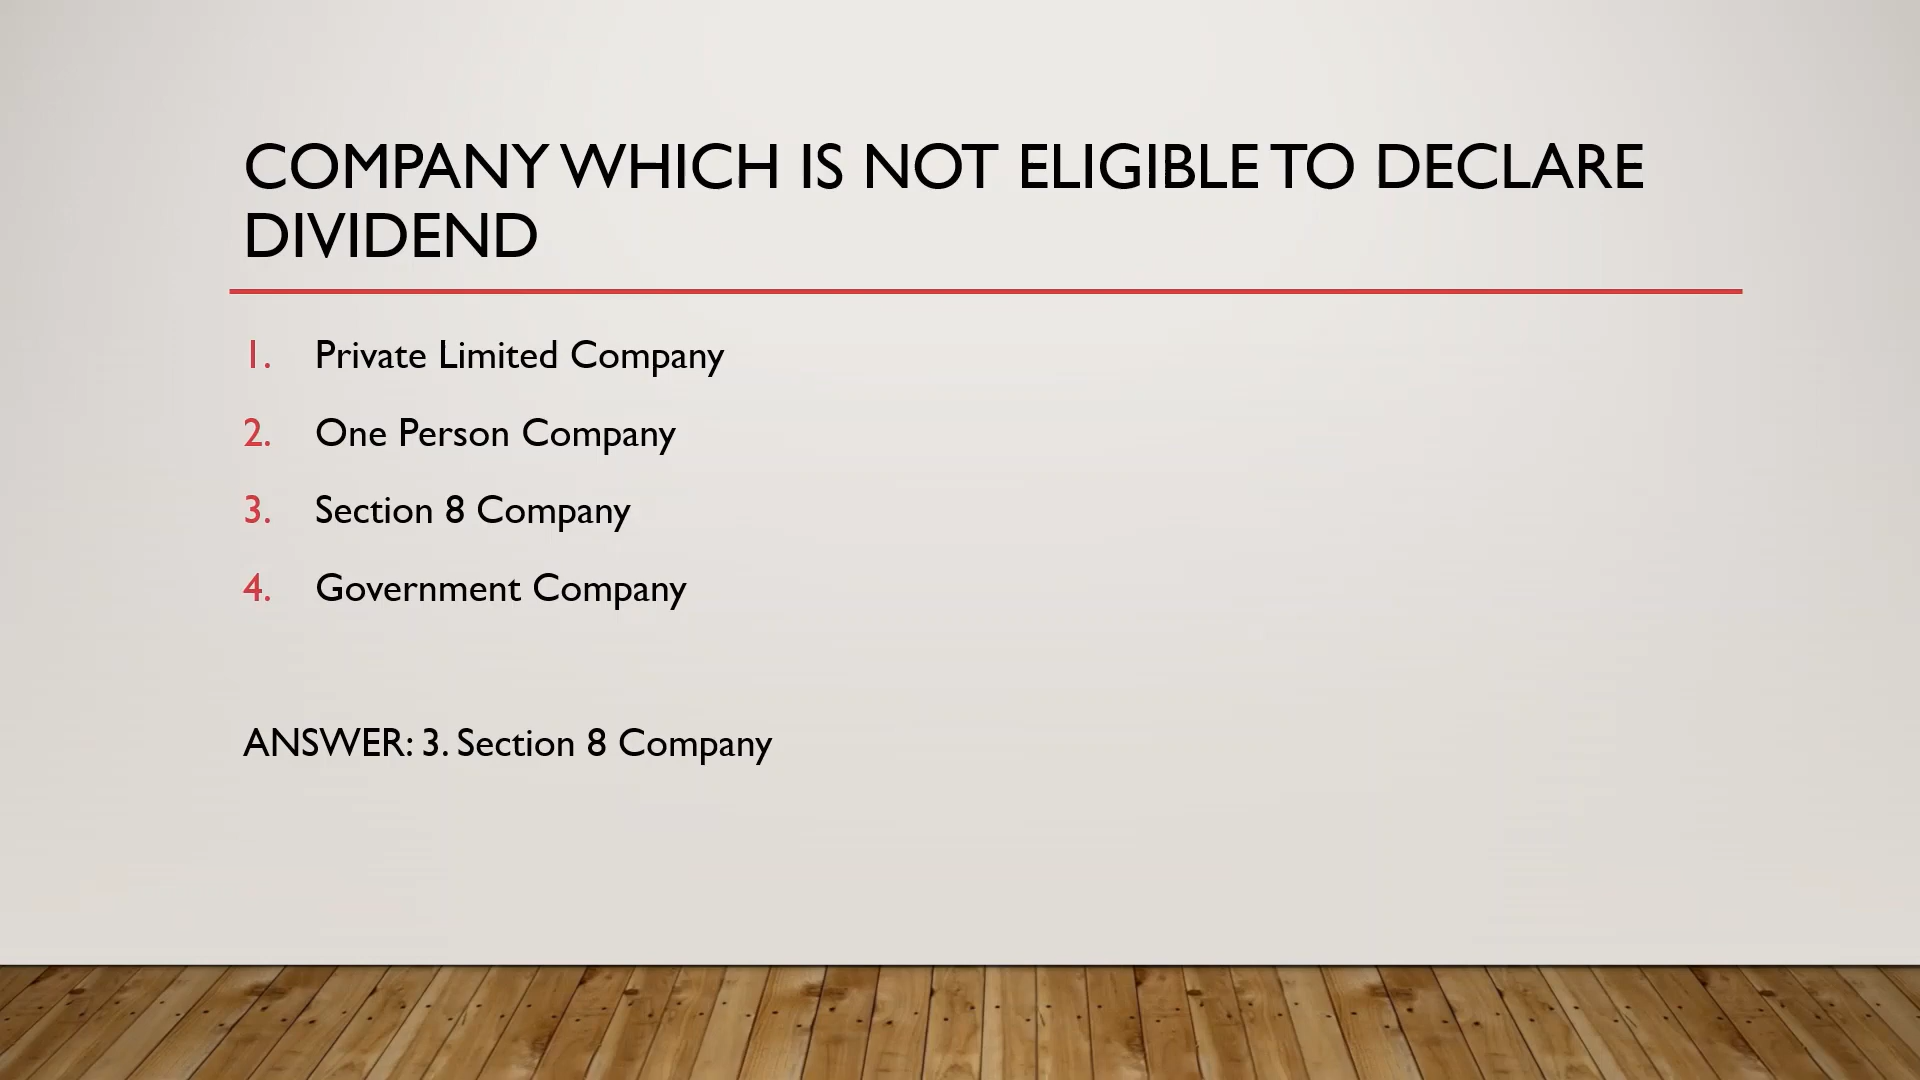 COMPANY WHICH IS NOT ELIGIBLE TO DECLARE
DIVIDEND
1. Private Limited Company
2. One Person Company
3. Section 8 Company
4. Government Company
ANSWER: 3. Section 8 Company